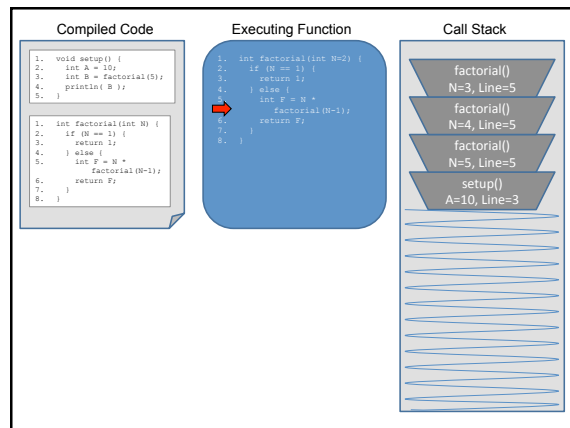 Compiled Code
1. void setup() {
2. int A = 10;
3. int B = factorial(5);
4. println( B );
5. }
1. int factorial(int N) {
2. if (N == 1) {
3. return 1;
4. } else {
5. int F = N *
factorial(N-1);
6. return F;
7. }
8. }
Executing Function
1. int factorial(int N=2) {
2. if (N == 1) {
3. return 1;
4. } else {
5. int F = N *
factorial(N-1);
6. return F;
7. }
8. }
Call Stack
factorial()
N=3, Line=5
factorial()
N=4, Line=5
factorial()
N=5, Line=5
setup()
A=10, Line=3